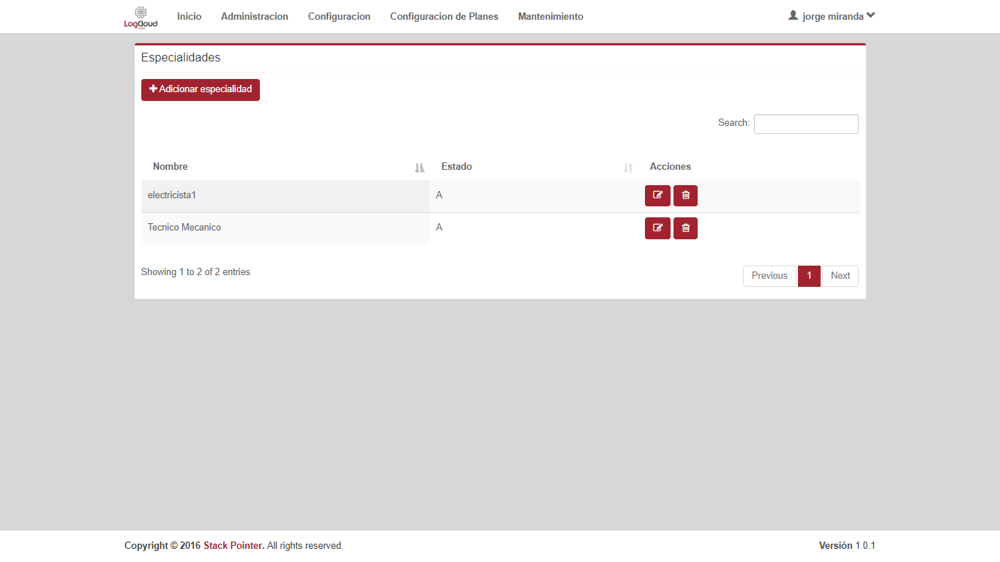 LogCloud
Inicio Administracion Configuracion Configuracion de Planes Mantenimiento jorge miranda
Especialidades
Adicionar especialidad
Search:
Nombre Estado Acciones
electricista1 A
Tecnico Mecanico A
Showing 1 to 2 of 2 entries
Previous 1 Next
Copyright © 2016 Stack Pointer. All rights reserved. Versión 1.0.1